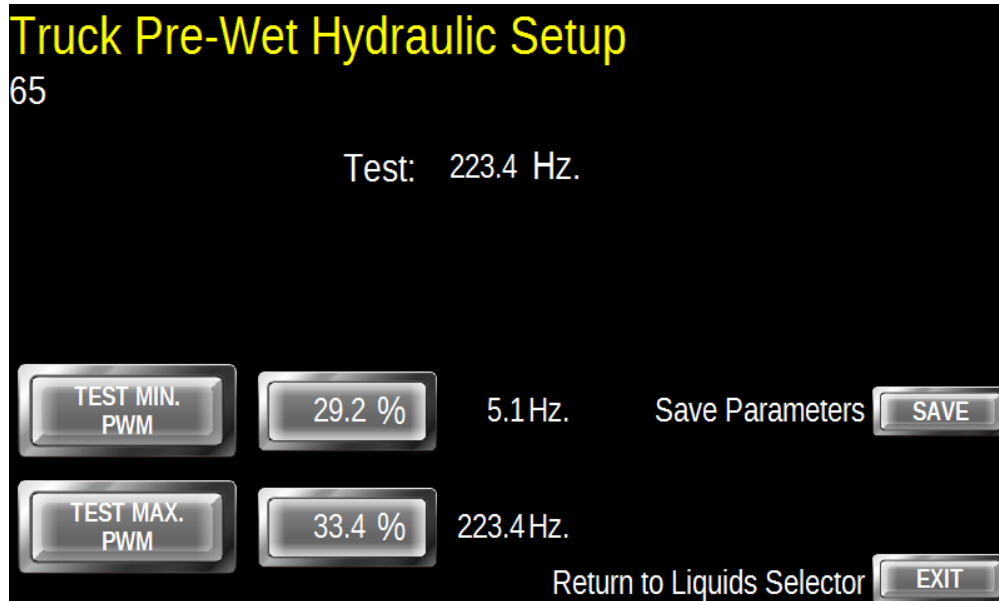 Truck Pre-Wet Hydraulic Setup
65
Test: 223.4 Hz.
TEST MIN.
PWM
29.2 %
5.1 Hz.
Save Parameters
SAVE
TEST MAX.
PWM
33.4 %
223.4 Hz.
Return to Liquids Selector
EXIT